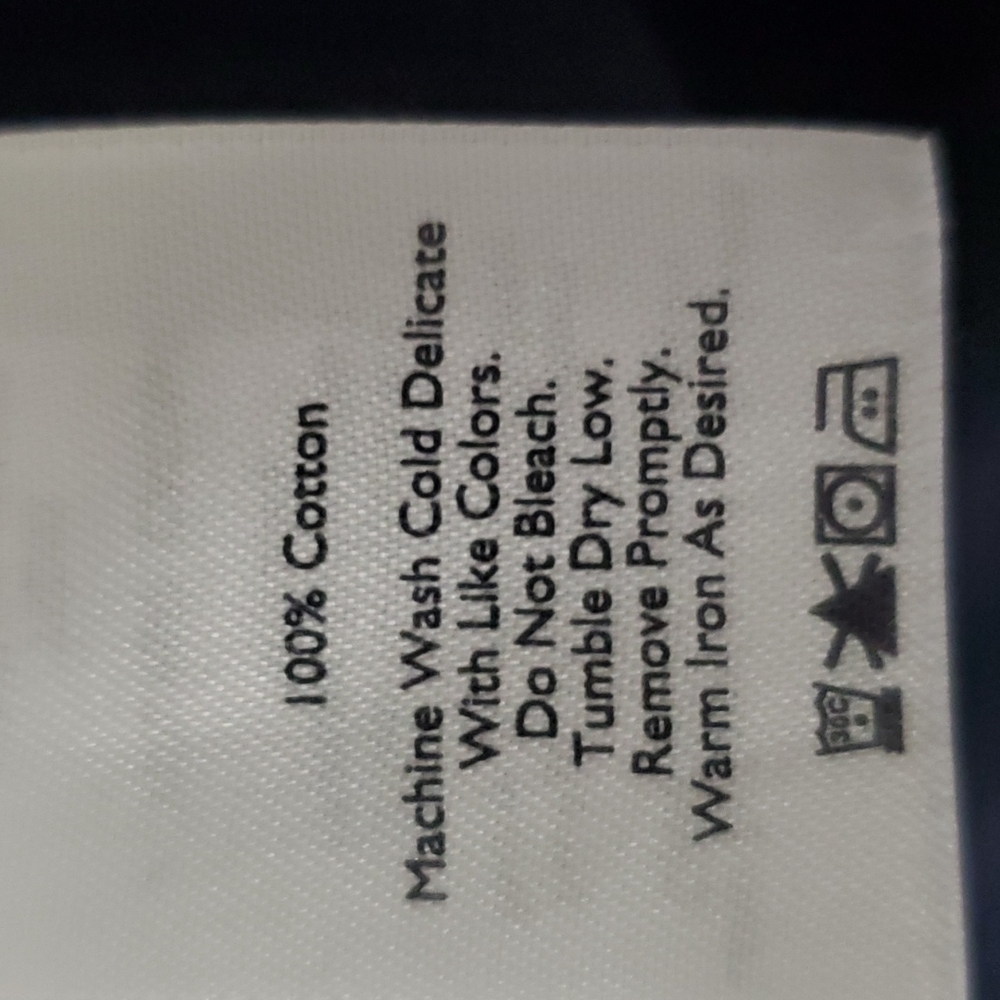 100% Cotton
Machine Wash Cold Delicate
With Like Colors.
Do Not Bleach.
Tumble Dry Low.
Remove Promptly.
Warm Iron As Desired.
30C